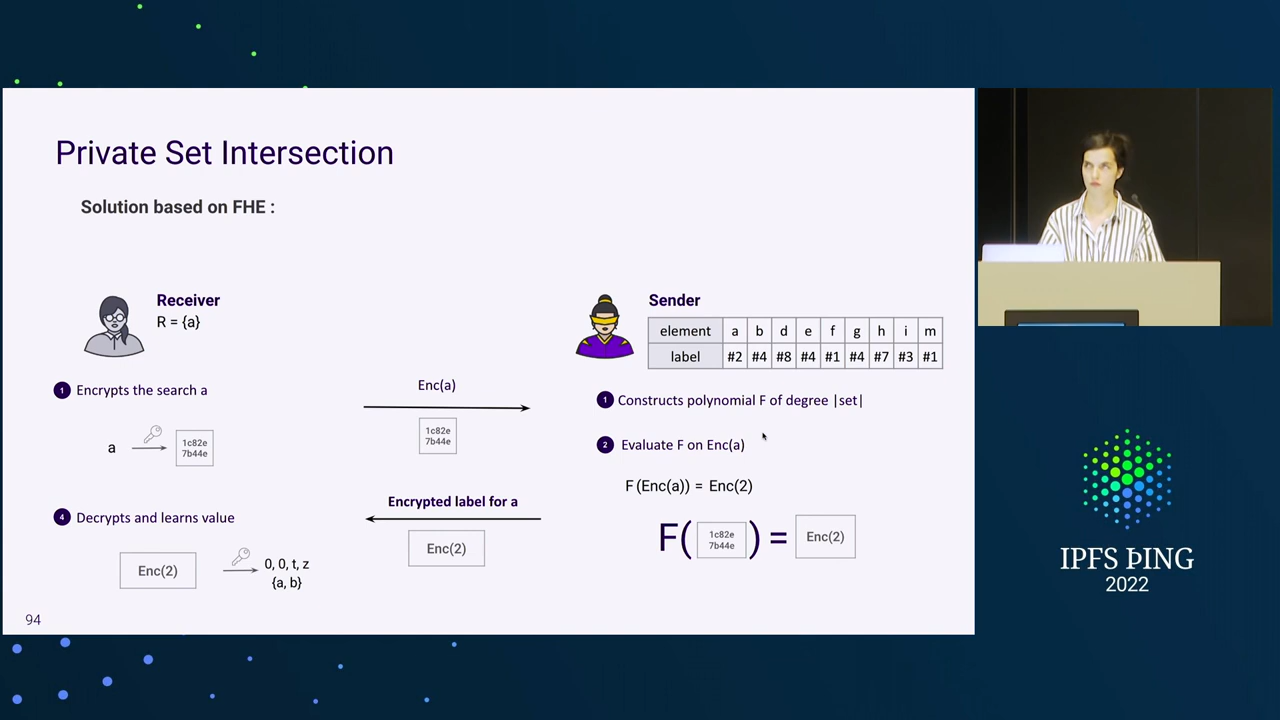 Private Set Intersection
Solution based on FHE :
Receiver
R = {a}
1 Encrypts the search a
a
1c82e
7b44e
4 Decrypts and learns value
Enc(2)
0, 0, t, z
{a, b}
Enc(a)
1c82e
7b44e
Encrypted label for a
Enc(2)
Sender
element a b d e f g h i m
label #2 #4 #8 #4 #1 #4 #7 #3 #1
1 Constructs polynomial F of degree |set|
2 Evaluate F on Enc(a)
F (Enc(a)) = Enc(2)
F( 1c82e
7b44e ) = Enc(2)
94
IPFS ÞING
2022